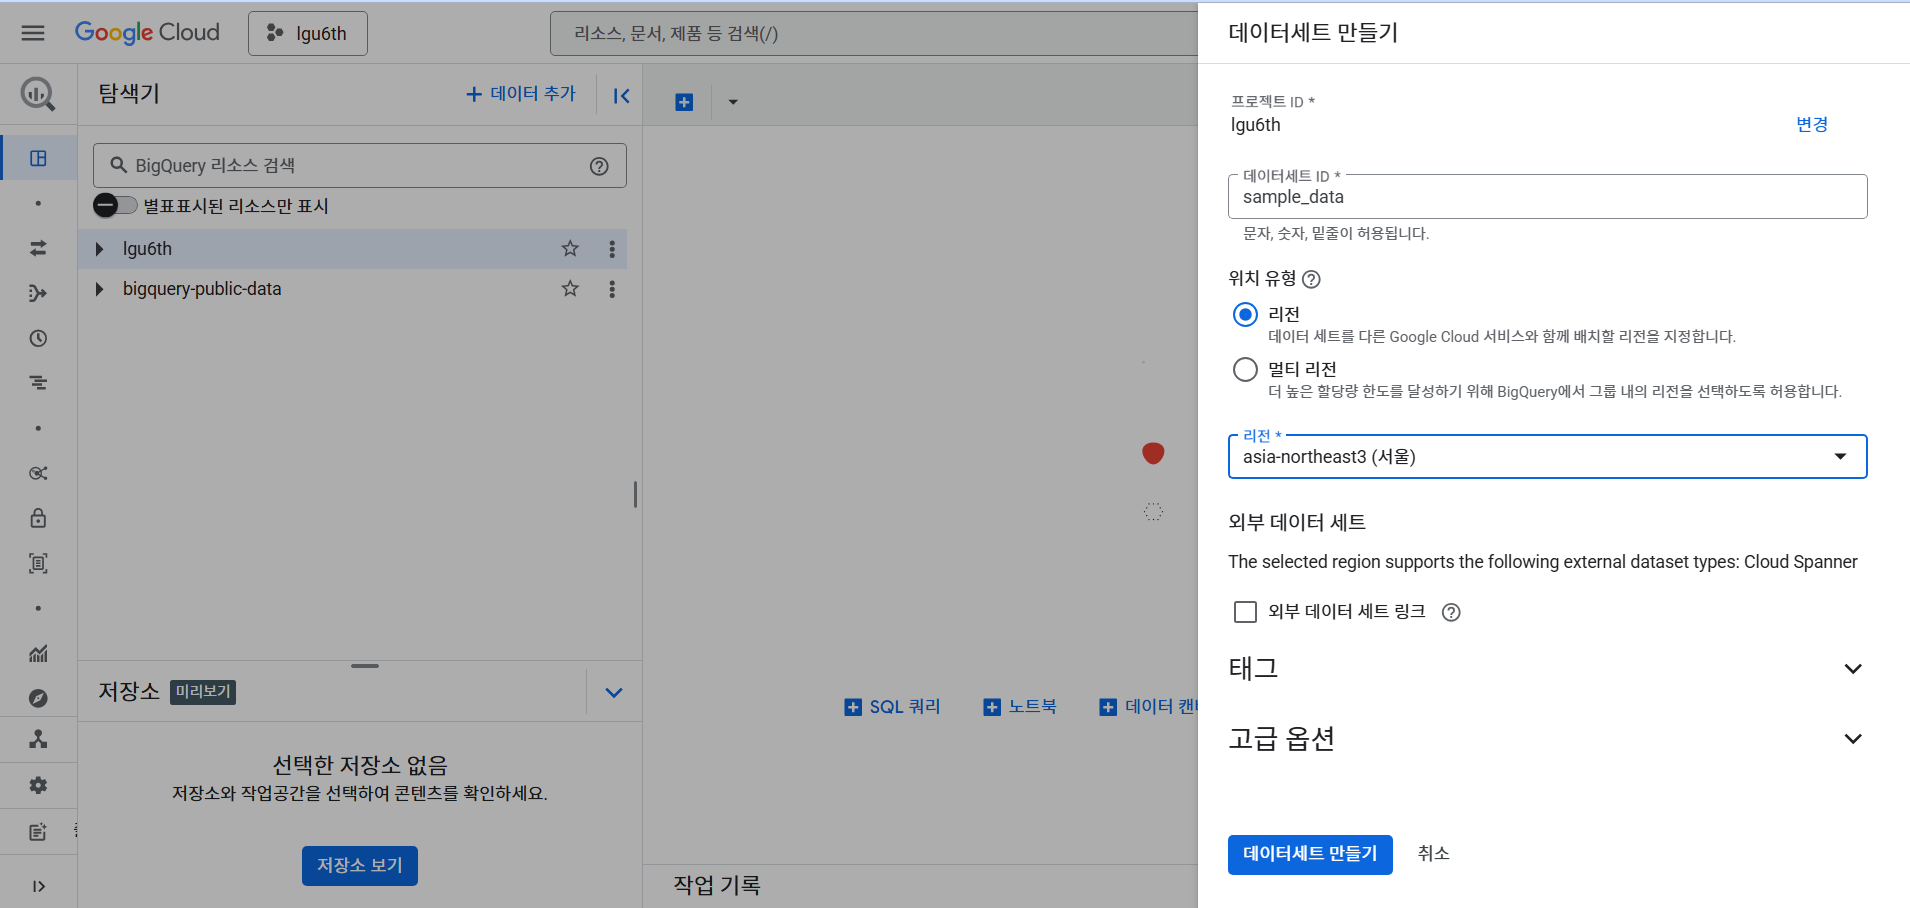 Google Cloud
lgu6th
리소스, 문서, 제품 등 검색(/)
탐색기
데이터 추가
BigQuery 리소스 검색
별표표시된 리소스만 표시
lgu6th
bigquery-public-data
저장소 미리보기
선택한 저장소 없음
저장소와 작업공간을 선택하여 콘텐츠를 확인하세요.
저장소 보기
SQL 쿼리
노트북
데이터 캔
작업 기록
데이터세트 만들기
프로젝트 ID *
lgu6th
변경
데이터세트 ID *
sample_data
문자, 숫자, 밑줄이 허용됩니다.
위치 유형
리전
데이터 세트를 다른 Google Cloud 서비스와 함께 배치할 리전을 지정합니다.
멀티 리전
더 높은 할당량 한도를 달성하기 위해 BigQuery에서 그룹 내의 리전을 선택하도록 허용합니다.
리전 *
asia-northeast3 (서울)
외부 데이터 세트
The selected region supports the following external dataset types: Cloud Spanner
외부 데이터 세트 링크
태그
고급 옵션
데이터세트 만들기
취소